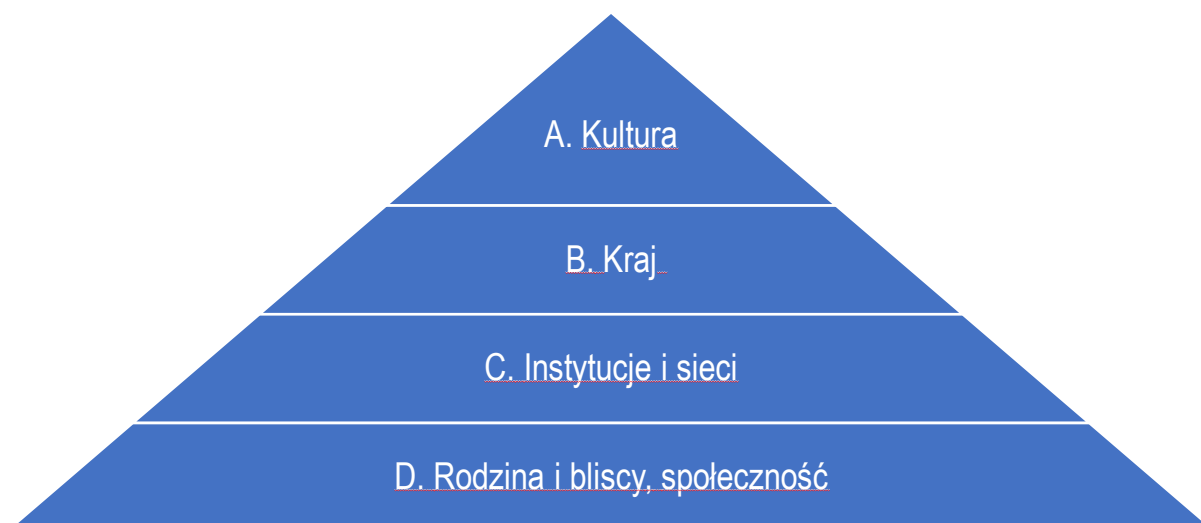 A. Kultura
B. Kraj
C. Instytucje i sieci
D. Rodzina i bliscy, społeczność